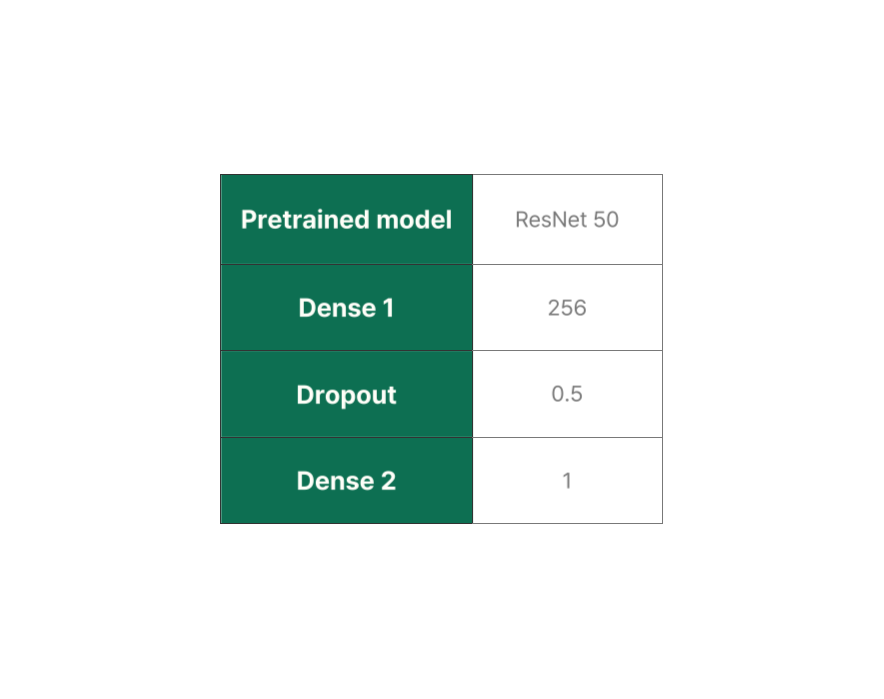 Pretrained model ResNet 50
Dense 1 256
Dropout 0.5
Dense 2 1